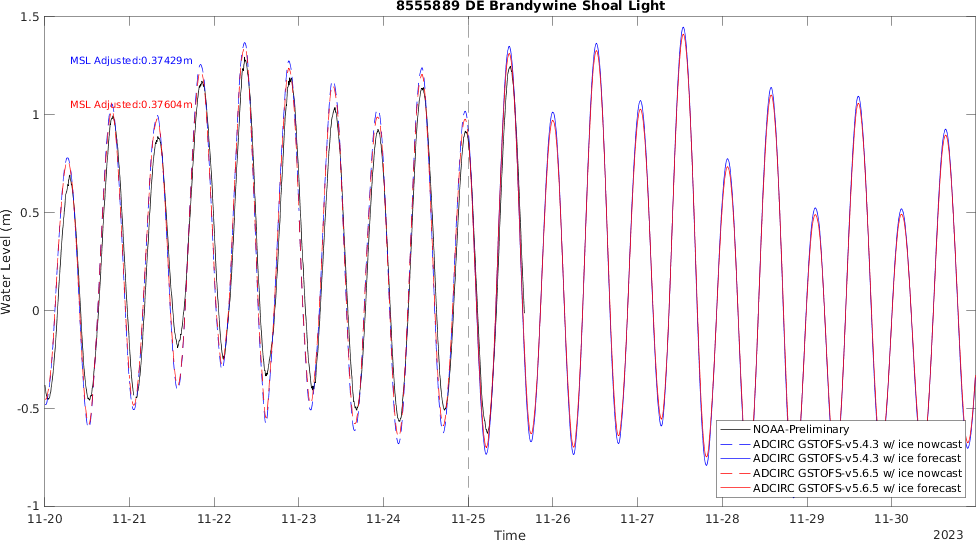 8555889 DE Brandywine Shoal Light
MSL Adjusted:0.37429m
MSL Adjusted:0.37604m
Water Level (m)
1.5
1
0.5
0
-0.5
-1
NOAA-Preliminary
ADCIRC GSTOFS-v5.4.3 w/ ice nowcast
ADCIRC GSTOFS-v5.4.3 w/ ice forecast
ADCIRC GSTOFS-v5.6.5 w/ ice nowcast
ADCIRC GSTOFS-v5.6.5 w/ ice forecast
11-20 11-21 11-22 11-23 11-24 11-25 11-26 11-27 11-28 11-29 11-30
Time
2023